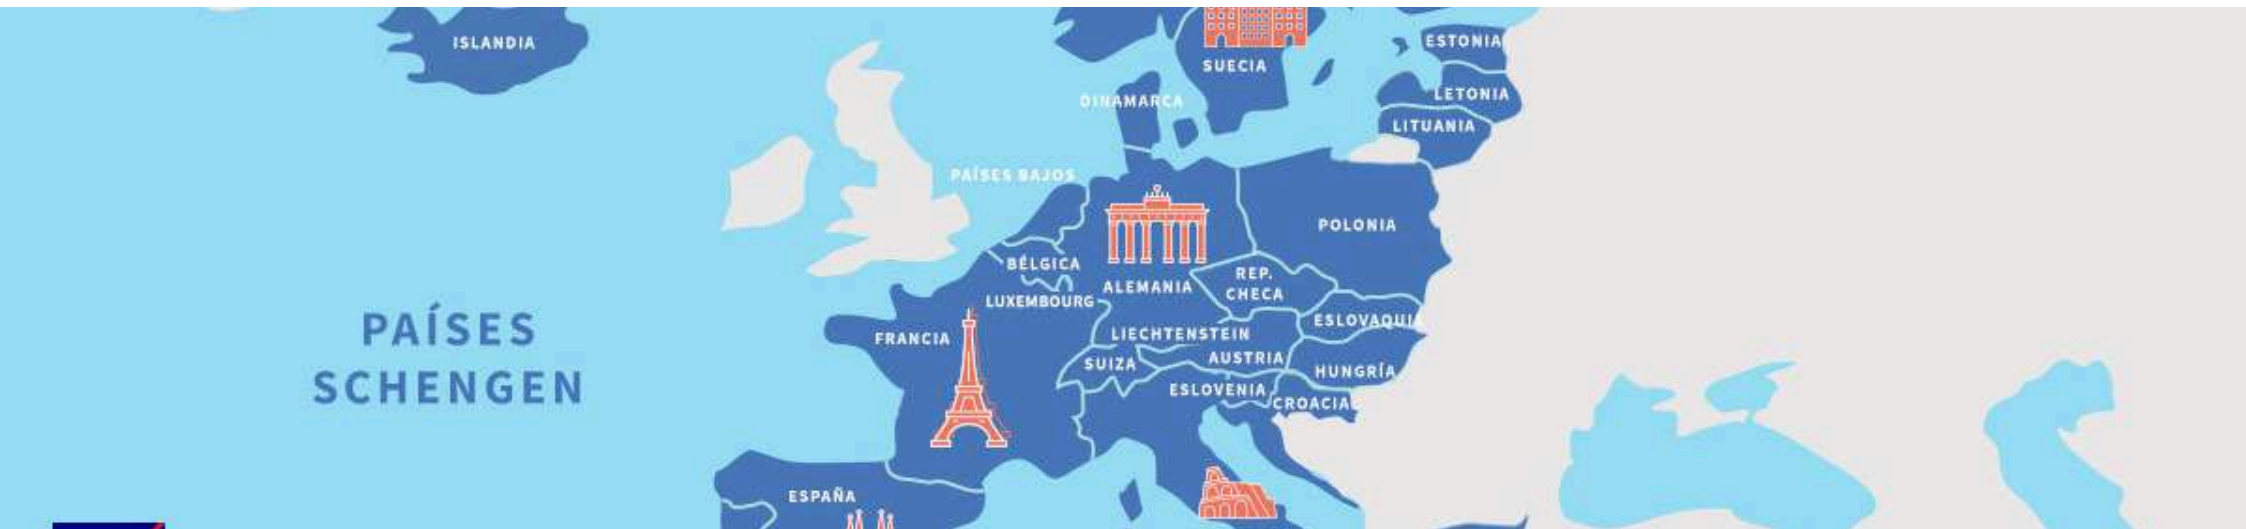 ISLANDIA
ESTONIA
SUECIA
LETONIA
DINAMARCA
LITUANIA
PAÍSES BAJOS
POLONIA
BÉLGICA
REP.
CHECA
ALEMANIA
LUXEMBOURG
ESLOVAQUIA
PAÍSES
SCHENGEN
FRANCIA
LIECHTENSTEIN
AUSTRIA
SUIZA
HUNGRÍA
ESLOVENIA
CROACIA
ESPAÑA